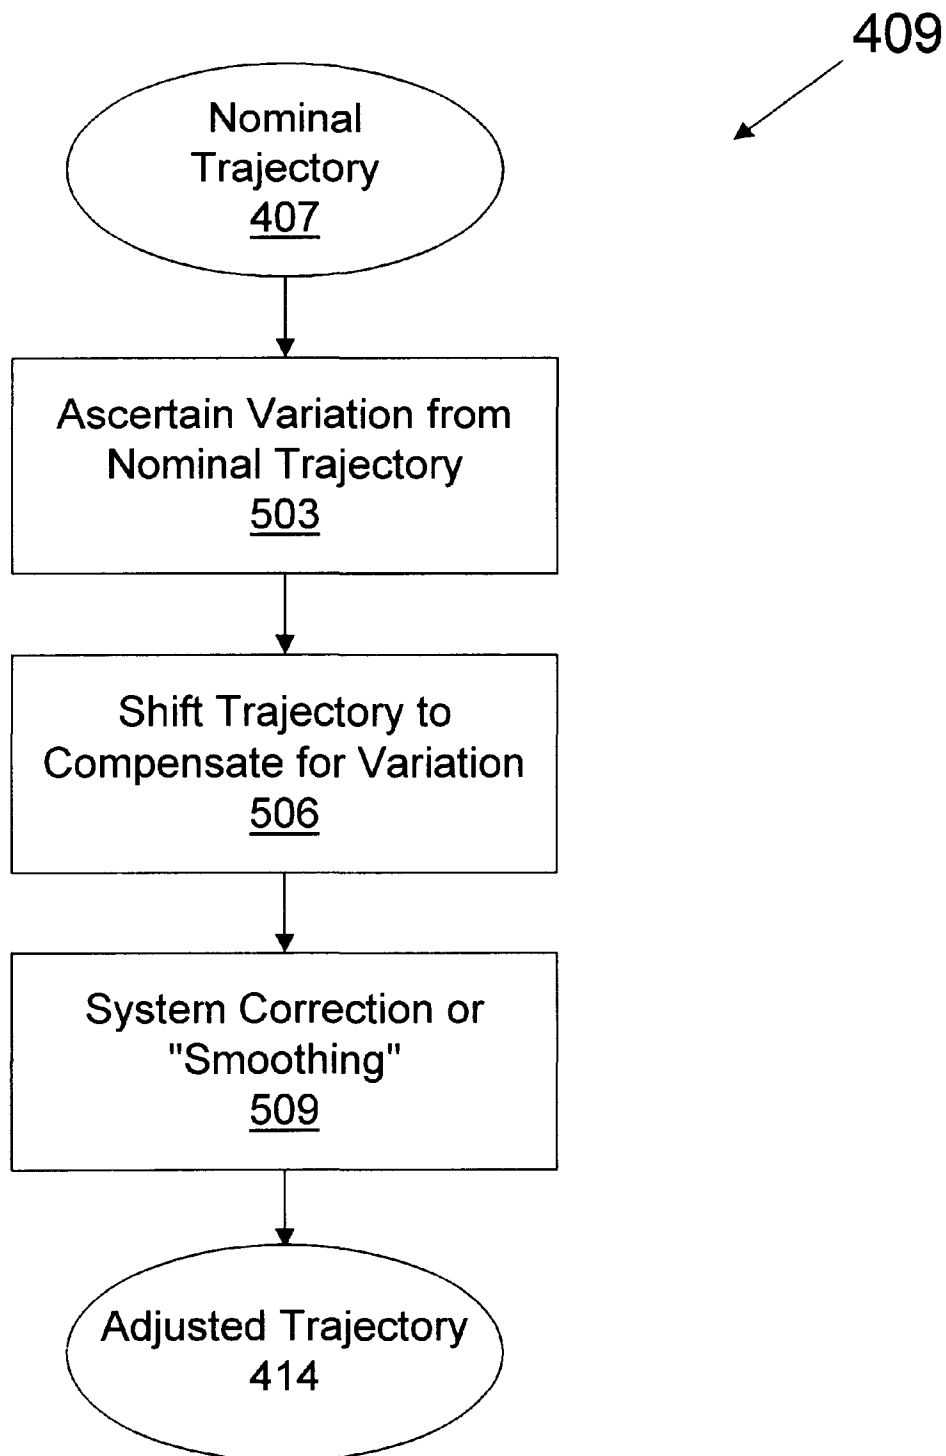 409
Nominal
Trajectory
407
Ascertain Variation from
Nominal Trajectory
503
Shift Trajectory to
Compensate for Variation
506
System Correction or
"Smoothing"
509
Adjusted Trajectory
414